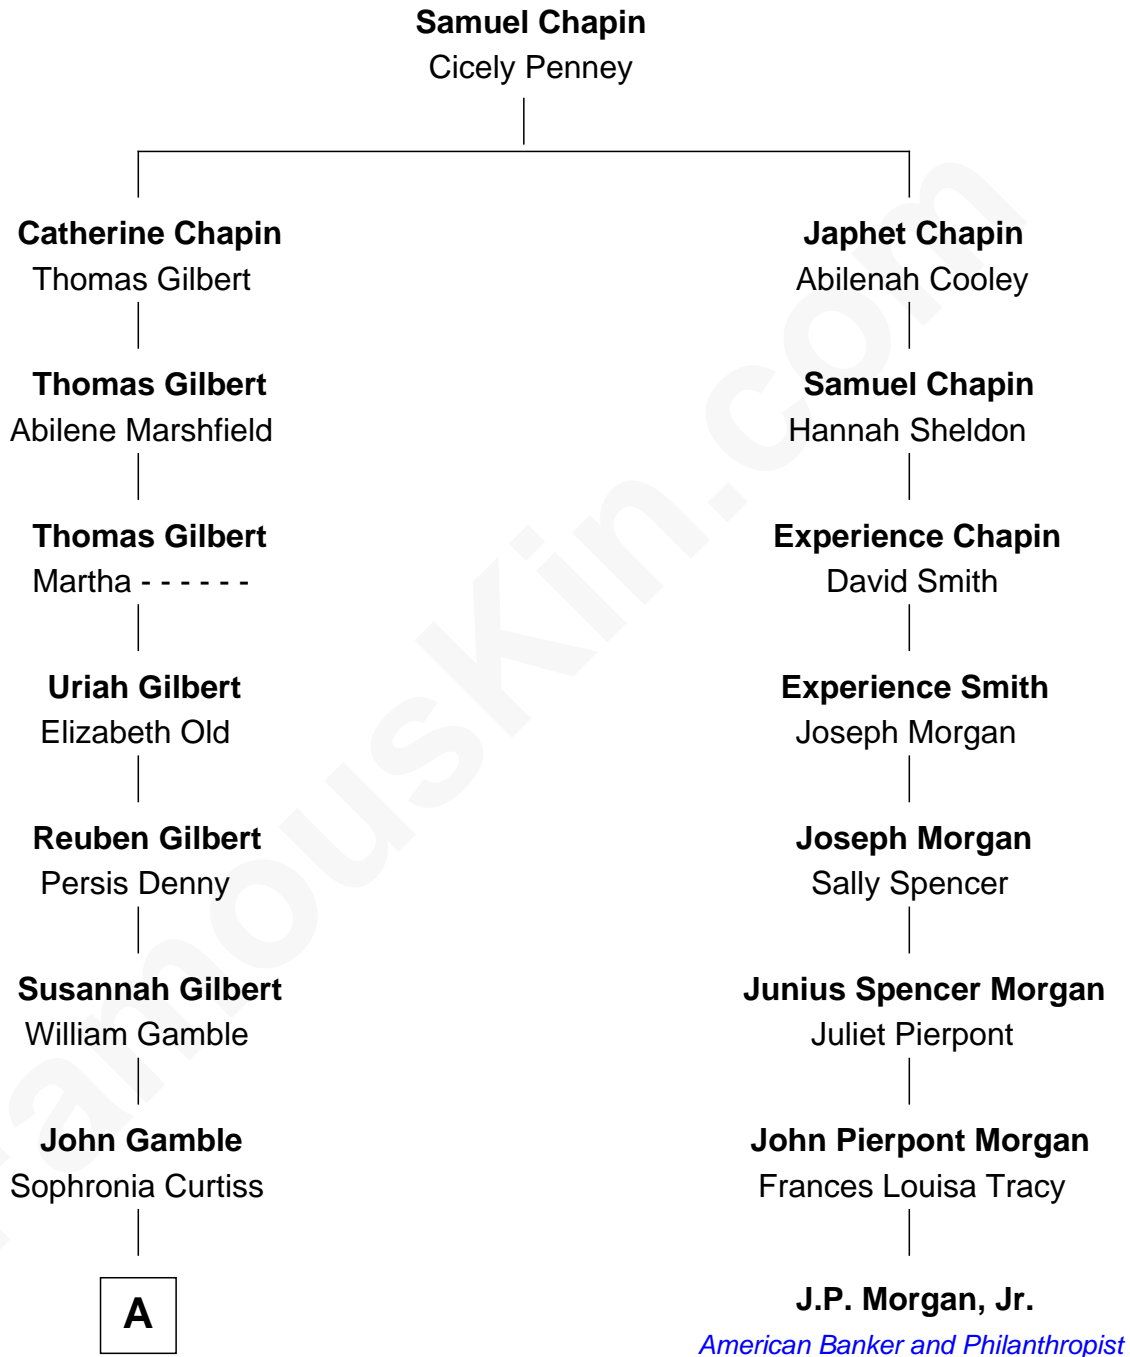 Samuel Chapin
Cicely Penney
Catherine Chapin
Thomas Gilbert
Japhet Chapin
Abilenah Cooley
Thomas Gilbert
Abilene Marshfield
Samuel Chapin
Hannah Sheldon
Thomas Gilbert
Martha - - - - - -
Experience Chapin
David Smith
Uriah Gilbert
Elizabeth Old
Experience Smith
Joseph Morgan
Reuben Gilbert
Persis Denny
Joseph Morgan
Sally Spencer
Susannah Gilbert
William Gamble
Junius Spencer Morgan
Juliet Pierpont
John Gamble
Sophronia Curtiss
John Pierpont Morgan
Frances Louisa Tracy
A
J.P. Morgan, Jr.
American Banker and Philanthropist
FamousKin.com